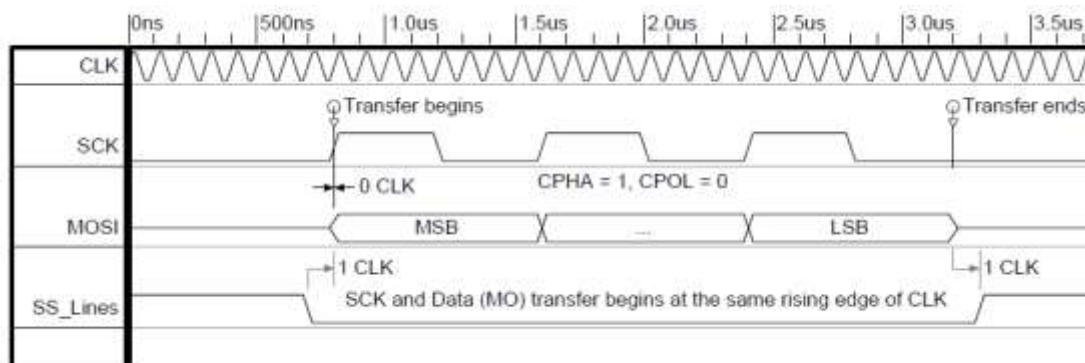 0ns 500ns 1.0us 1.5us 2.0us 2.5us 3.0us 3.5us
CLK
Transfer begins Transfer ends
SCK
0 CLK CPHA = 1, CPOL = 0
MOSI MSB ... LSB
1 CLK 1 CLK
SS_Lines SCK and Data (MO) transfer begins at the same rising edge of CLK